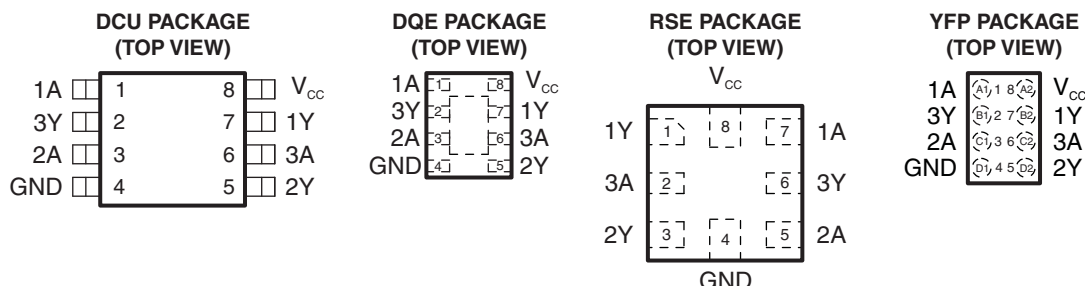 DCU PACKAGE
(TOP VIEW)
1A 1 8 VCC
3Y 2 7 1Y
2A 3 6 3A
GND 4 5 2Y
DQE PACKAGE
(TOP VIEW)
1A 1 8 VCC
3Y 2 7 1Y
2A 3 6 3A
GND 4 5 2Y
RSE PACKAGE
(TOP VIEW)
VCC
1Y 1 8 7 1A
3A 2 6 3Y
2Y 3 4 5 2A
GND
YFP PACKAGE
(TOP VIEW)
1A A1 1 8 A2 VCC
3Y B1 2 7 B2 1Y
2A C1 3 6 C2 3A
GND D1 4 5 D2 2Y